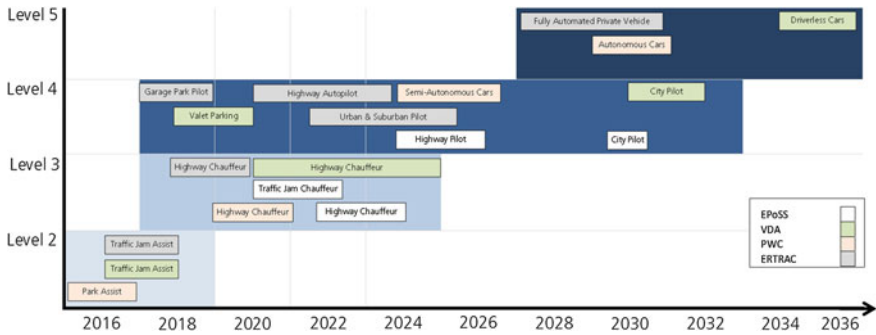 Level 5
Fully Automated Private Vehicle
Driverless Cars
Autonomous Cars
Level 4
Garage Park Pilot
Highway Autopilot
Semi-Autonomous Cars
City Pilot
Valet Parking
Urban & Suburban Pilot
Highway Pilot
City Pilot
Level 3
Highway Chauffeur
Highway Chauffeur
Traffic Jam Chauffeur
Highway Chauffeur
Highway Chauffeur
Level 2
Traffic Jam Assist
Traffic Jam Assist
Park Assist
EPoSS
VDA
PWC
ERTRAC
2016 2018 2020 2022 2024 2026 2028 2030 2032 2034 2036